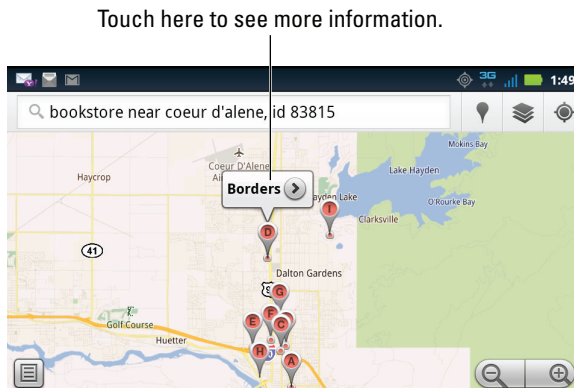 Touch here to see more information.
3G
1:49
bookstore near coeur d'alene, id 83815
Mokins Bay
Coeur D'Alene
Haycrop
Lake Hayden
Borders
Hayden Lake
O'Rourke Bay
I
Clarksville
D
41
Dalton Gardens
G
Golf Course
E
F
C
Huetter
H
A